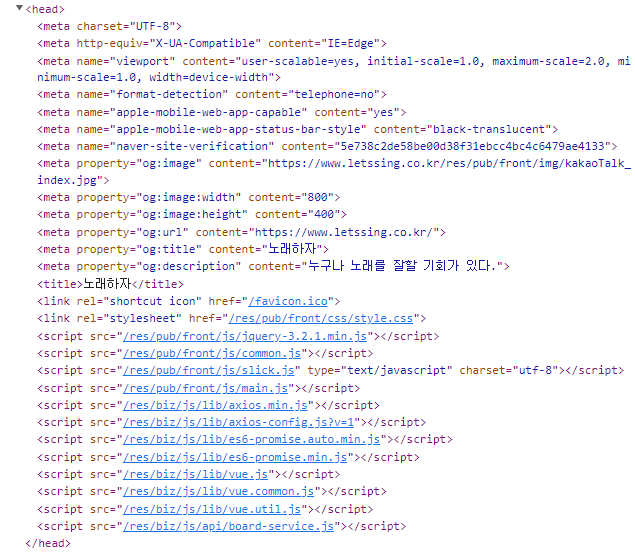 ▼<head>
<meta charset="UTF-8">
<meta http-equiv="X-UA-Compatible" content="IE=Edge">
<meta name="viewport" content="user-scalable=yes, initial-scale=1.0, maximum-scale=2.0, mi
nimum-scale=1.0, width=device-width">
<meta name="format-detection" content="telephone=no">
<meta name="apple-mobile-web-app-capable" content="yes">
<meta name="apple-mobile-web-app-status-bar-style" content="black-translucent">
<meta name="naver-site-verification" content="5e738c2de58be00d38f31ebcc4bc4c6479ae4133">
<meta property="og:image" content="https://www.letssing.co.kr/res/pub/front/img/kakaoTalk_
index.jpg">
<meta property="og:image:width" content="800">
<meta property="og:image:height" content="400">
<meta property="og:url" content="https://www.letssing.co.kr/">
<meta property="og:title" content="노래하자">
<meta property="og:description" content="누구나 노래를 잘할 기회가 있다.">
<title>노래하자</title>
<link rel="shortcut icon" href="/favicon.ico">
<link rel="stylesheet" href="/res/pub/front/css/style.css">
<script src="/res/pub/front/js/jquery-3.2.1.min.js"></script>
<script src="/res/pub/front/js/common.js"></script>
<script src="/res/pub/front/js/slick.js" type="text/javascript" charset="utf-8"></script>
<script src="/res/pub/front/js/main.js"></script>
<script src="/res/biz/js/lib/axios.min.js"></script>
<script src="/res/biz/js/lib/axios-config.js?v=1"></script>
<script src="/res/biz/js/lib/es6-promise.auto.min.js"></script>
<script src="/res/biz/js/lib/es6-promise.min.js"></script>
<script src="/res/biz/js/lib/vue.js"></script>
<script src="/res/biz/js/lib/vue.common.js"></script>
<script src="/res/biz/js/lib/vue.util.js"></script>
<script src="/res/biz/js/api/board-service.js"></script>
</head>